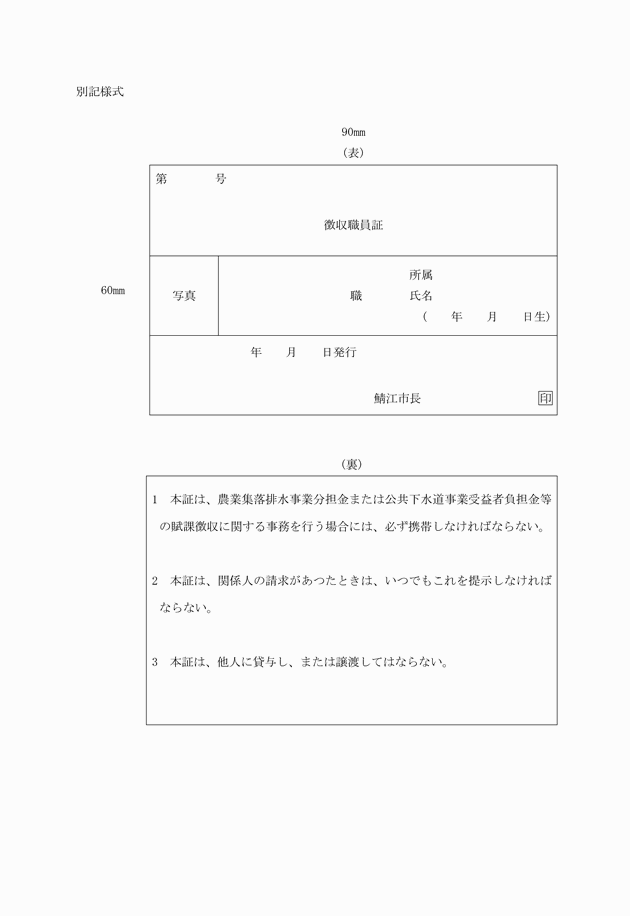 別記様式
90mm
(表)
第　　　　号
徴収職員証
60mm
写真
所属
職　　　　氏名
(　　年　　月　　日生)
年　　月　　日発行
鯖江市長　　　　　　　　　　印
(裏)
1　本証は、農業集落排水事業分担金または公共下水道事業受益者負担金等
の賦課徴収に関する事務を行う場合には、必ず携帯しなければならない。
2　本証は、関係人の請求があつたときは、いつでもこれを提示しなければ
ならない。
3　本証は、他人に貸与し、または譲渡してはならない。